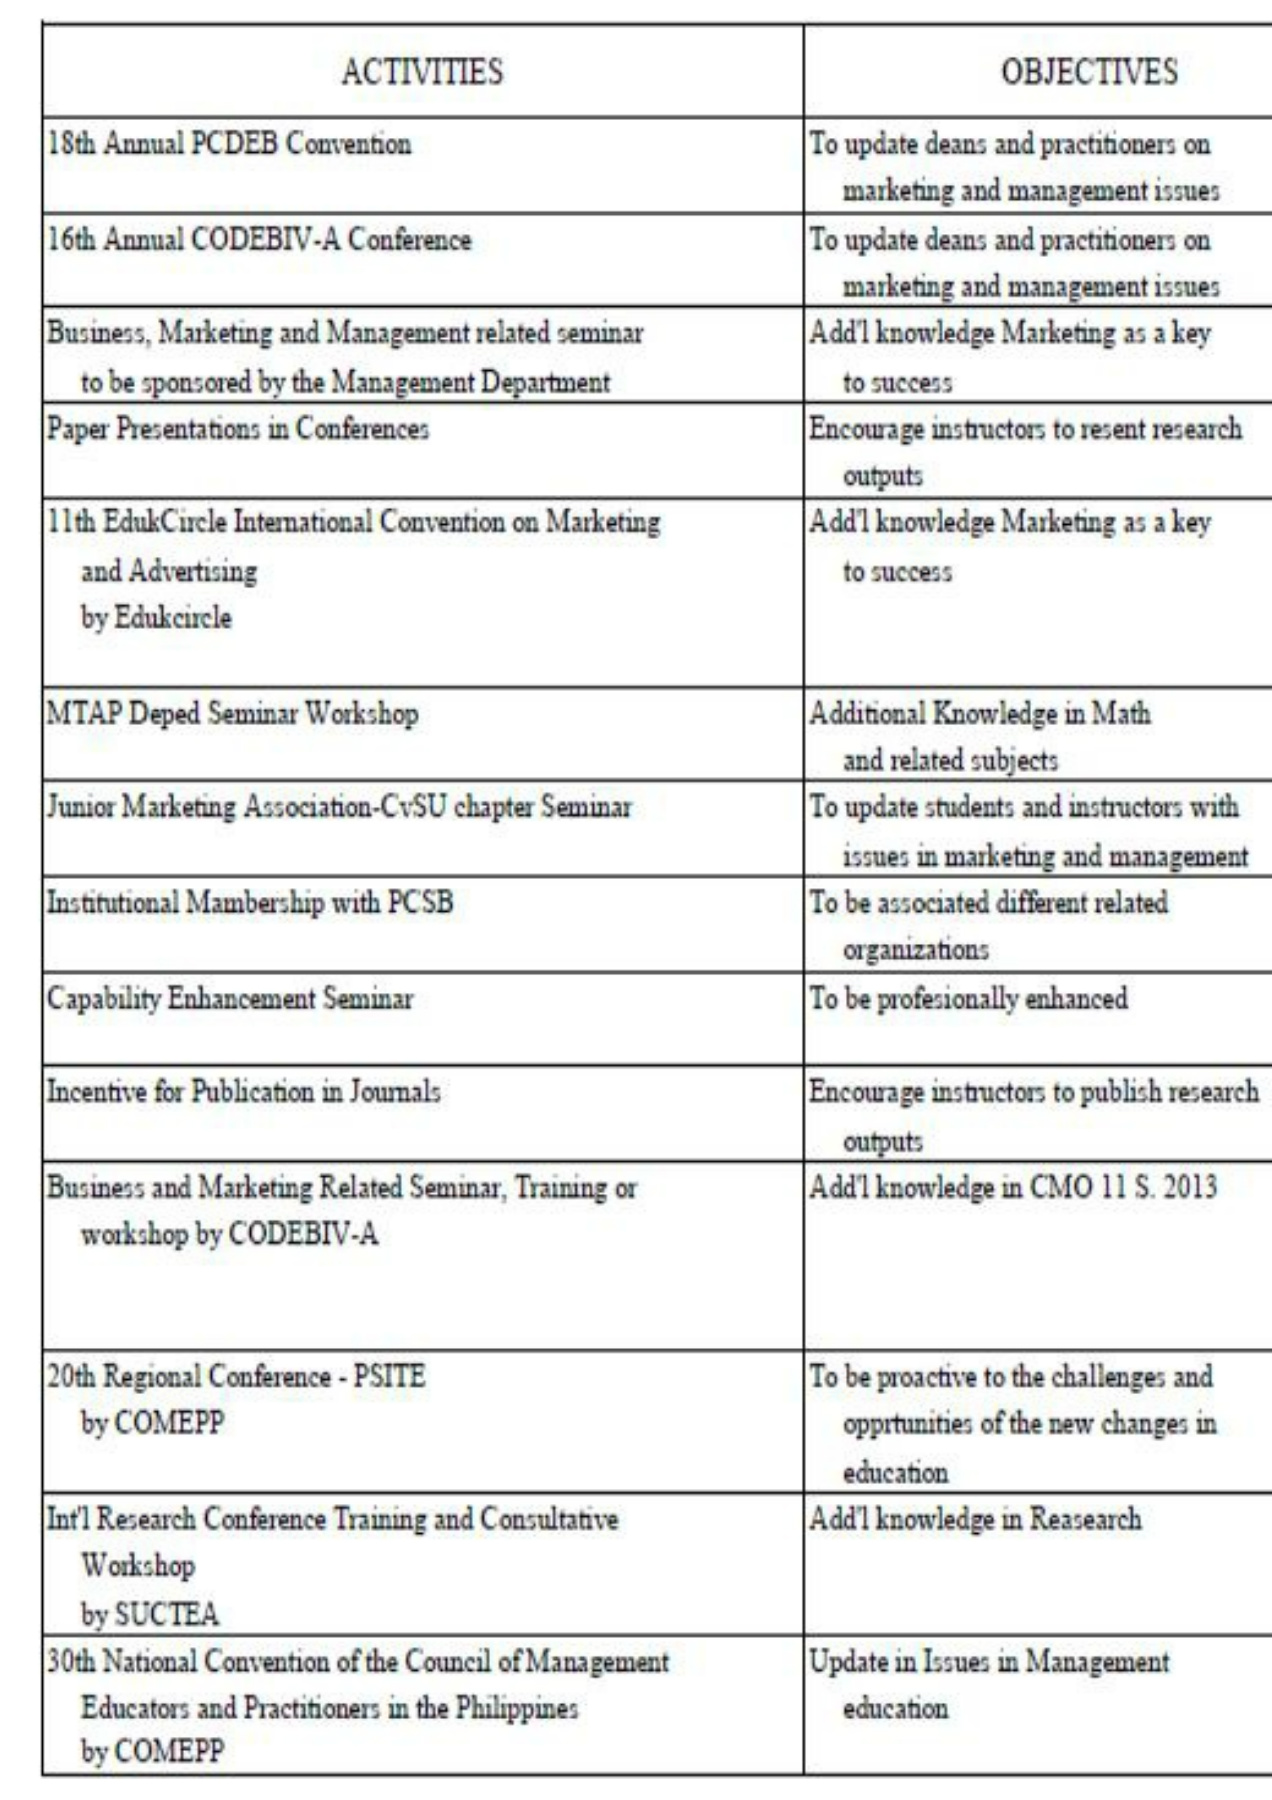 ACTIVITIES OBJECTIVES
18th Annual PCDEB Convention To update deans and practitioners on
marketing and management issues
16th Annual CODEBIV-A Conference To update deans and practitioners on
marketing and management issues
Business, Marketing and Management related seminar Add'l knowledge Marketing as a key
to be sponsored by the Management Department to success
Paper Presentations in Conferences Encourage instructors to resent research
outputs
11th EdukCircle International Convention on Marketing Add'l knowledge Marketing as a key
and Advertising to success
by Edukcircle
MTAP Deped Seminar Workshop Additional Knowledge in Math
and related subjects
Junior Marketing Association-CvSU chapter Seminar To update students and instructors with
issues in marketing and management
Institutional Mambership with PCSB To be associated different related
organizations
Capability Enhancement Seminar To be profesionally enhanced
Incentive for Publication in Journals Encourage instructors to publish research
outputs
Business and Marketing Related Seminar, Training or Add'l knowledge in CMO 11 S. 2013
workshop by CODEBIV-A
20th Regional Conference - PSITE To be proactive to the challenges and
by COMEPP opprtunities of the new changes in
education
Int'l Research Conference Training and Consultative Add'l knowledge in Reasearch
Workshop
by SUCTEA
30th National Convention of the Council of Management Update in Issues in Management
Educators and Practitioners in the Philippines education
by COMEPP